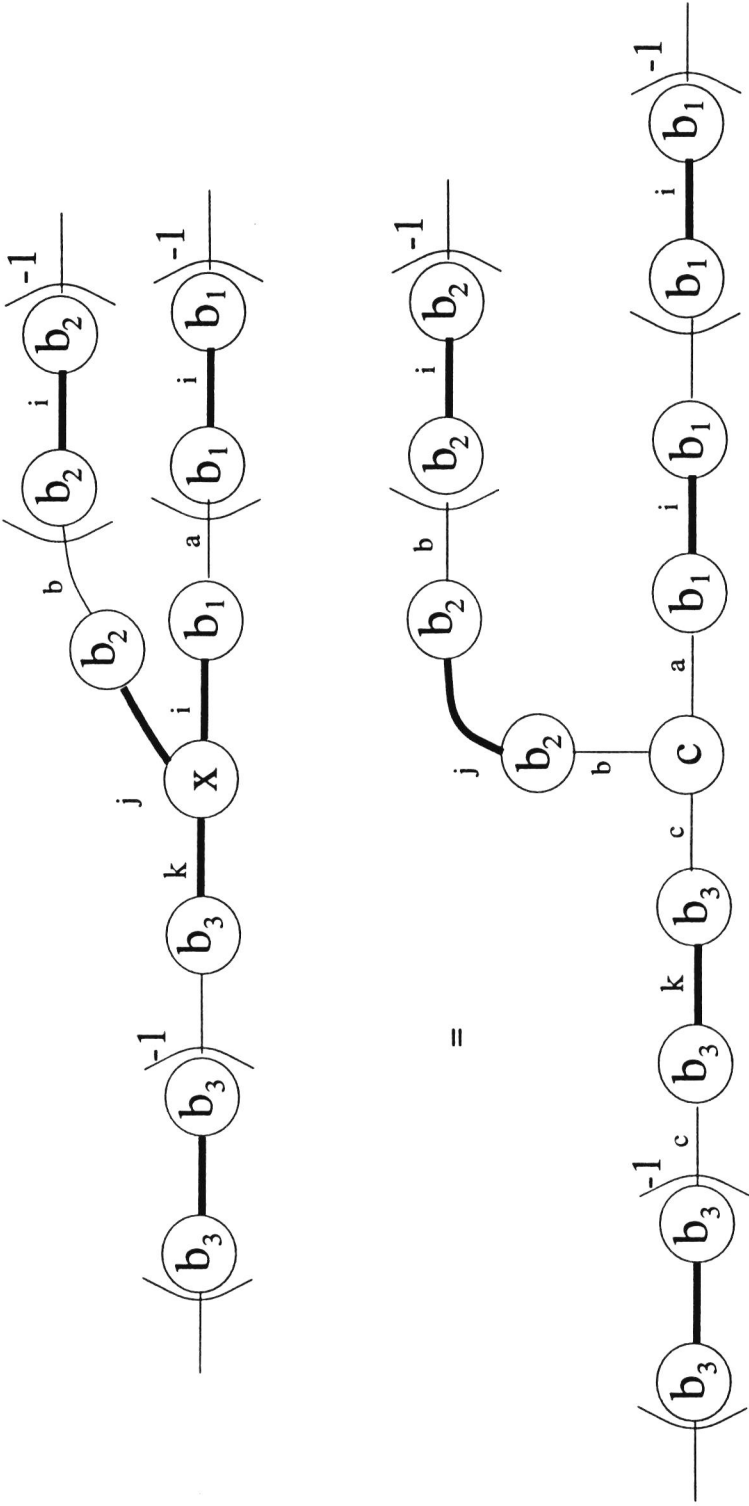 -1
i
b ( b₂ b₂ )
b₂
j
-1 -1
k i a i
( b₃ b₃ ) b₃ x b₁ ( b₁ b₁ )
-1
b i
= b₂ ( b₂ b₂ )
j
b₂
b
-1 -1
c k c a i i
( b₃ b₃ ) b₃ b₃ c b₁ b₁ ( b₁ b₁ )